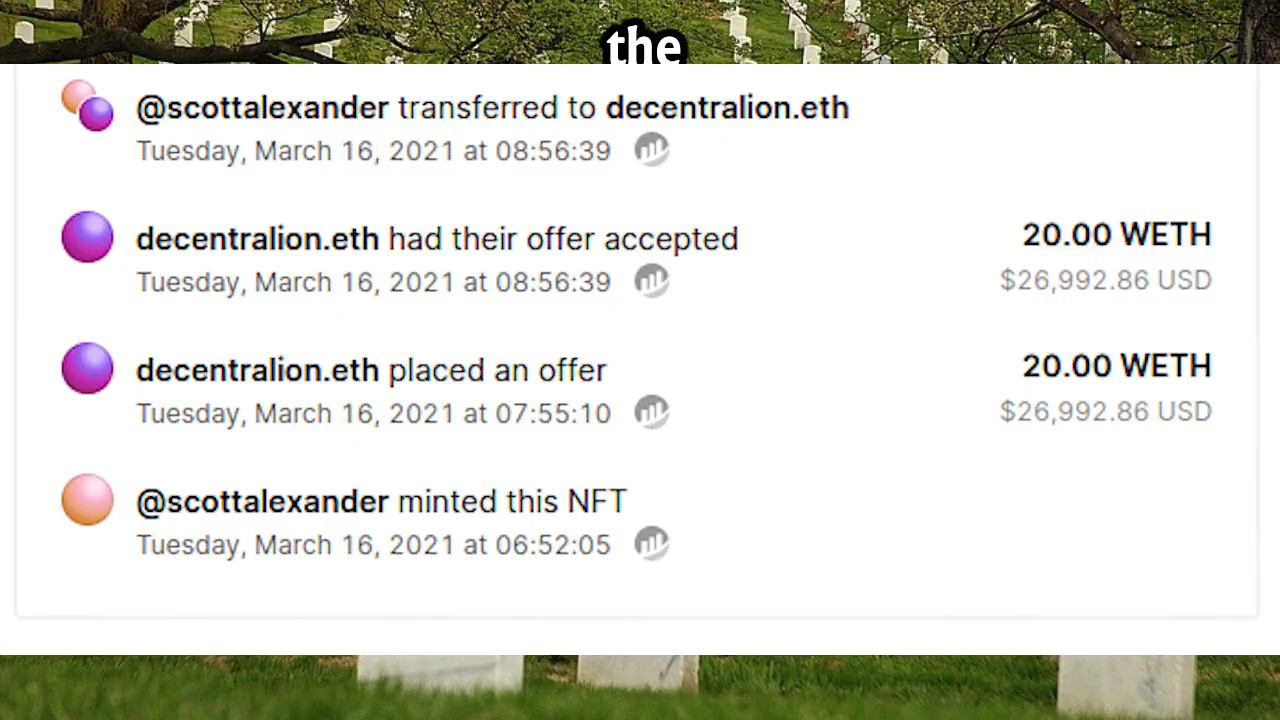 the
@scottalexander transferred to decentralion.eth
Tuesday, March 16, 2021 at 08:56:39
decentralion.eth had their offer accepted
20.00 WETH
Tuesday, March 16, 2021 at 08:56:39
$26,992.86 USD
decentralion.eth placed an offer
20.00 WETH
Tuesday, March 16, 2021 at 07:55:10
$26,992.86 USD
@scottalexander minted this NFT
Tuesday, March 16, 2021 at 06:52:05